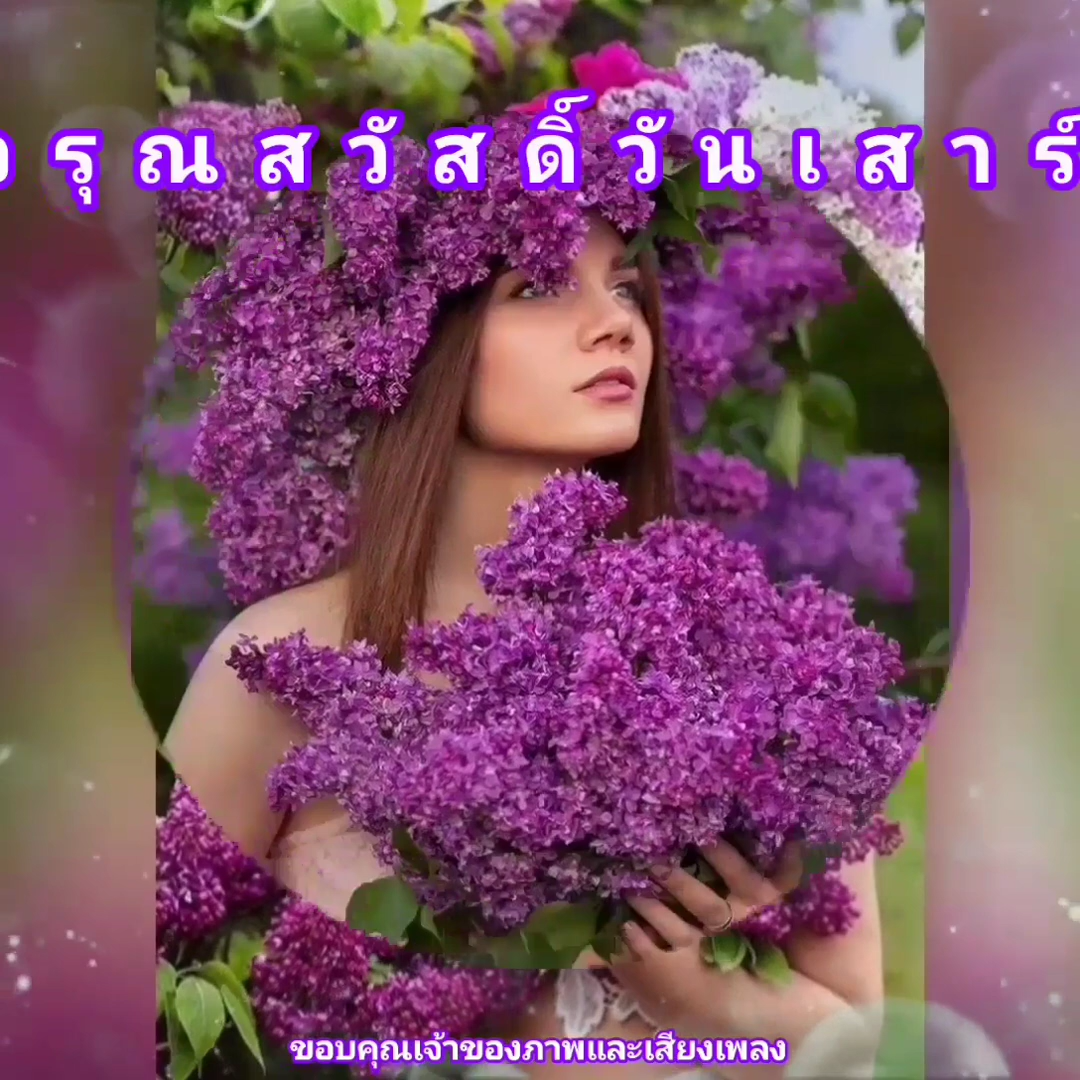 อรุณสวัสดิ์วันเสาร์
ขอบคุณเจ้าของภาพและเสียงเพลง